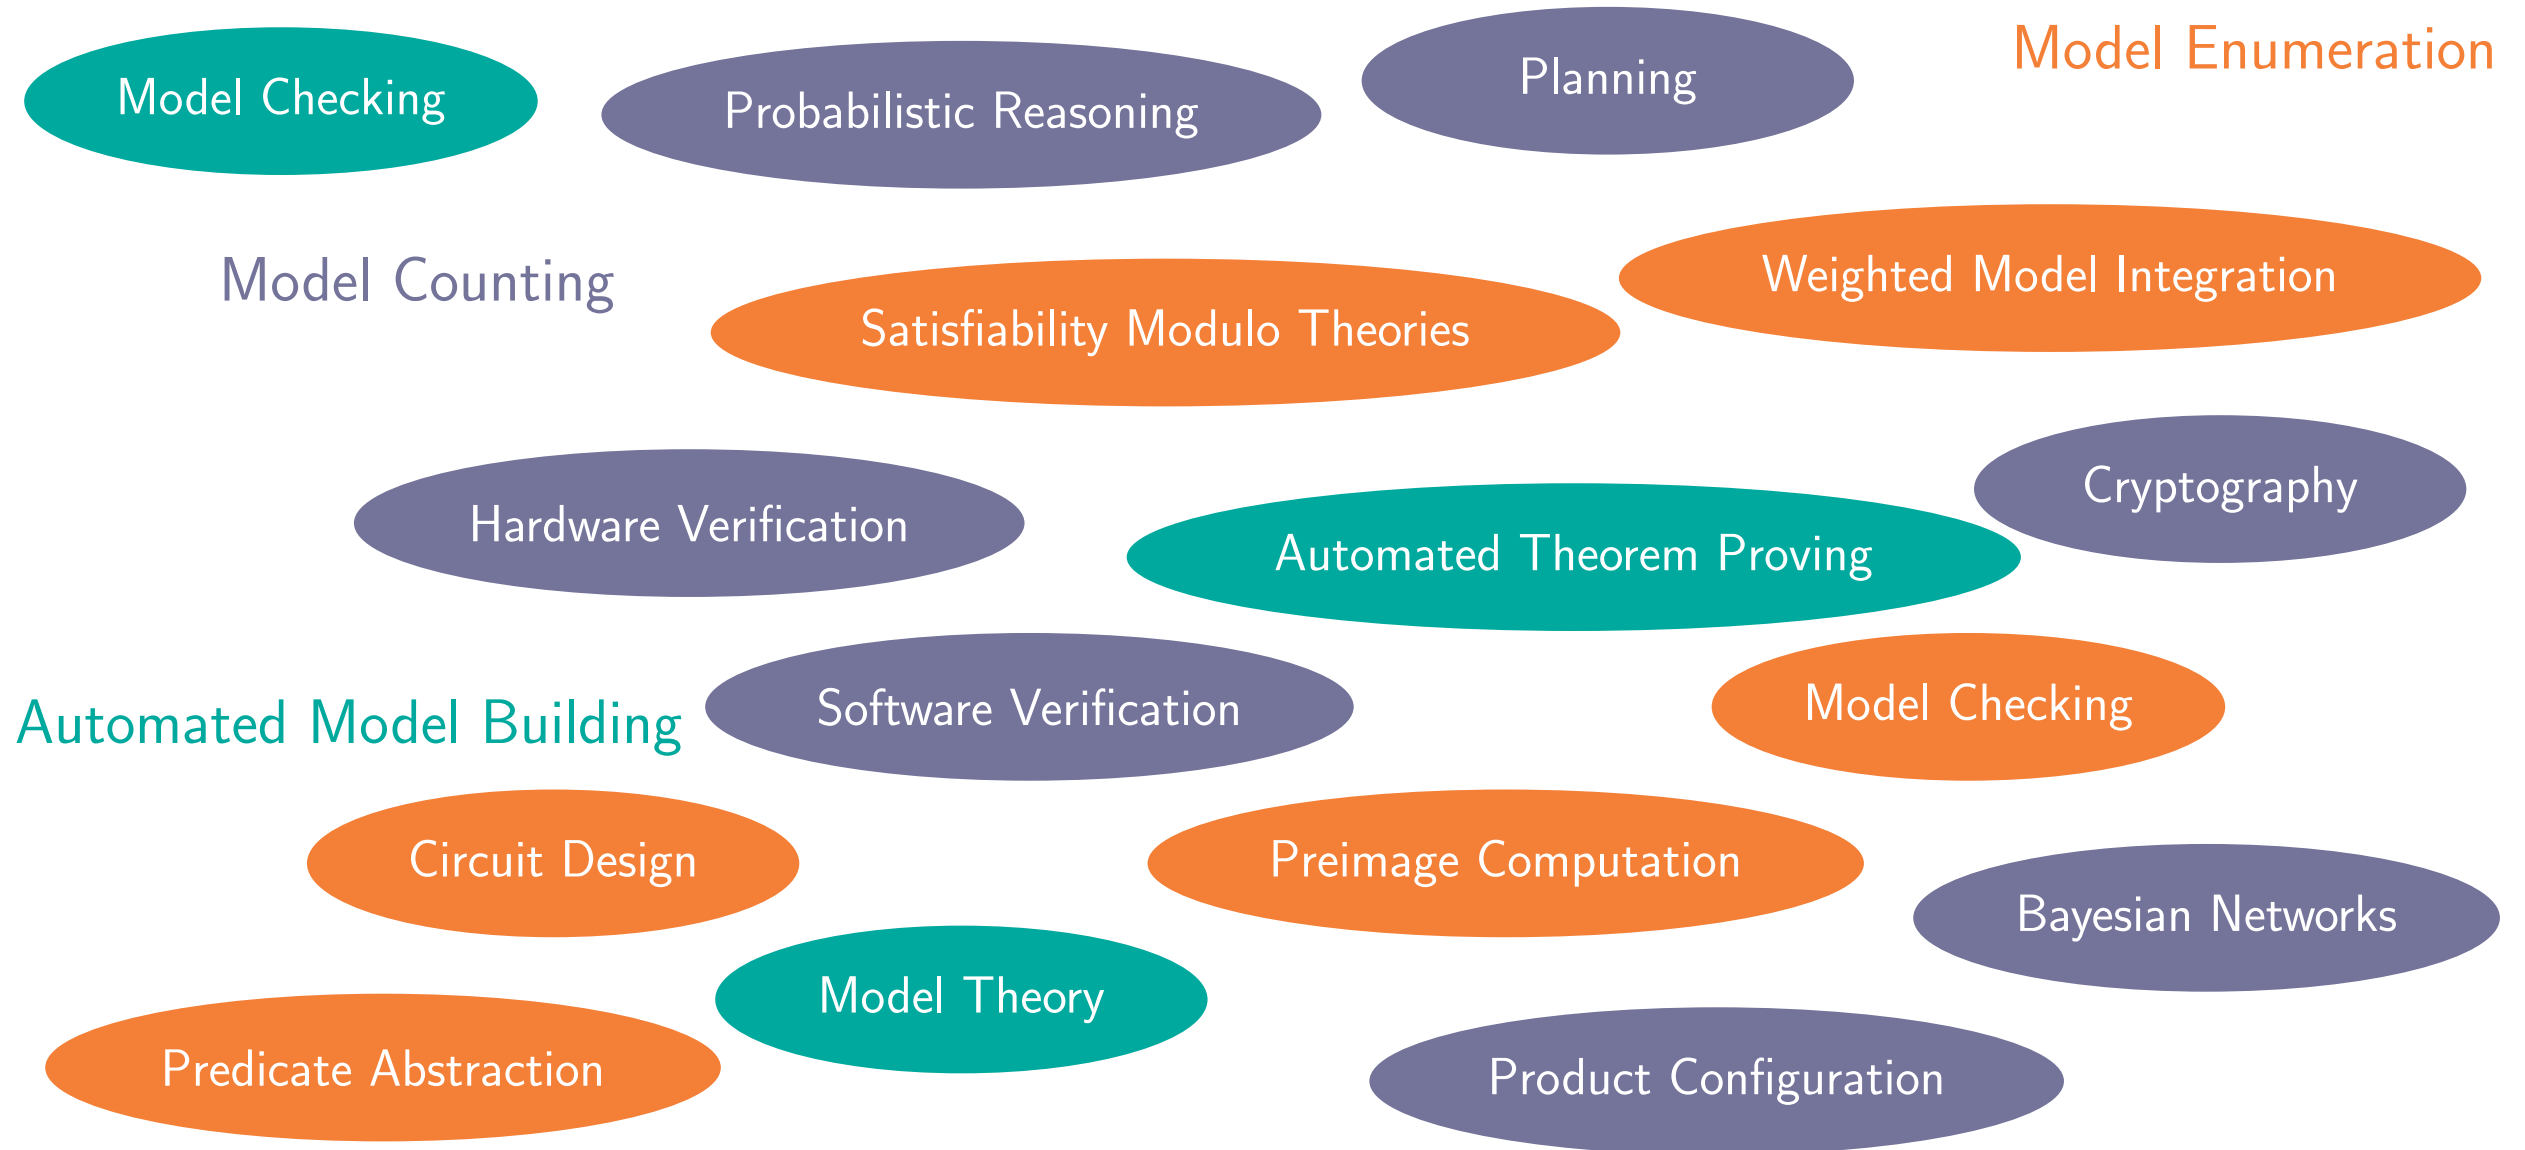 Model Checking
Probabilistic Reasoning
Planning
Model Enumeration
Model Counting
Satisfiability Modulo Theories
Weighted Model Integration
Hardware Verification
Automated Theorem Proving
Cryptography
Automated Model Building
Software Verification
Model Checking
Circuit Design
Preimage Computation
Bayesian Networks
Model Theory
Predicate Abstraction
Product Configuration